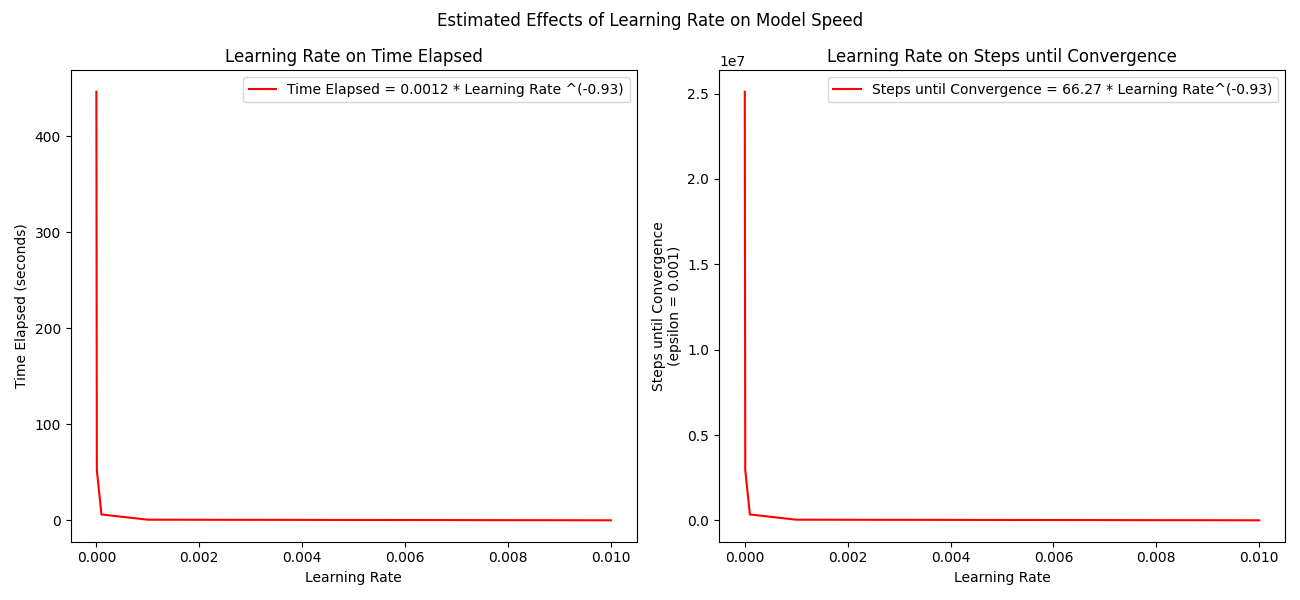 Estimated Effects of Learning Rate on Model Speed
Learning Rate on Time Elapsed
Time Elapsed = 0.0012 * Learning Rate ^(-0.93)
400
300
200
100
0
Time Elapsed (seconds)
0.000 0.002 0.004 0.006 0.008 0.010
Learning Rate
Learning Rate on Steps until Convergence
1e7
Steps until Convergence = 66.27 * Learning Rate^(-0.93)
2.5
2.0
1.5
1.0
0.5
0.0
Steps until Convergence
(epsilon = 0.001)
0.000 0.002 0.004 0.006 0.008 0.010
Learning Rate